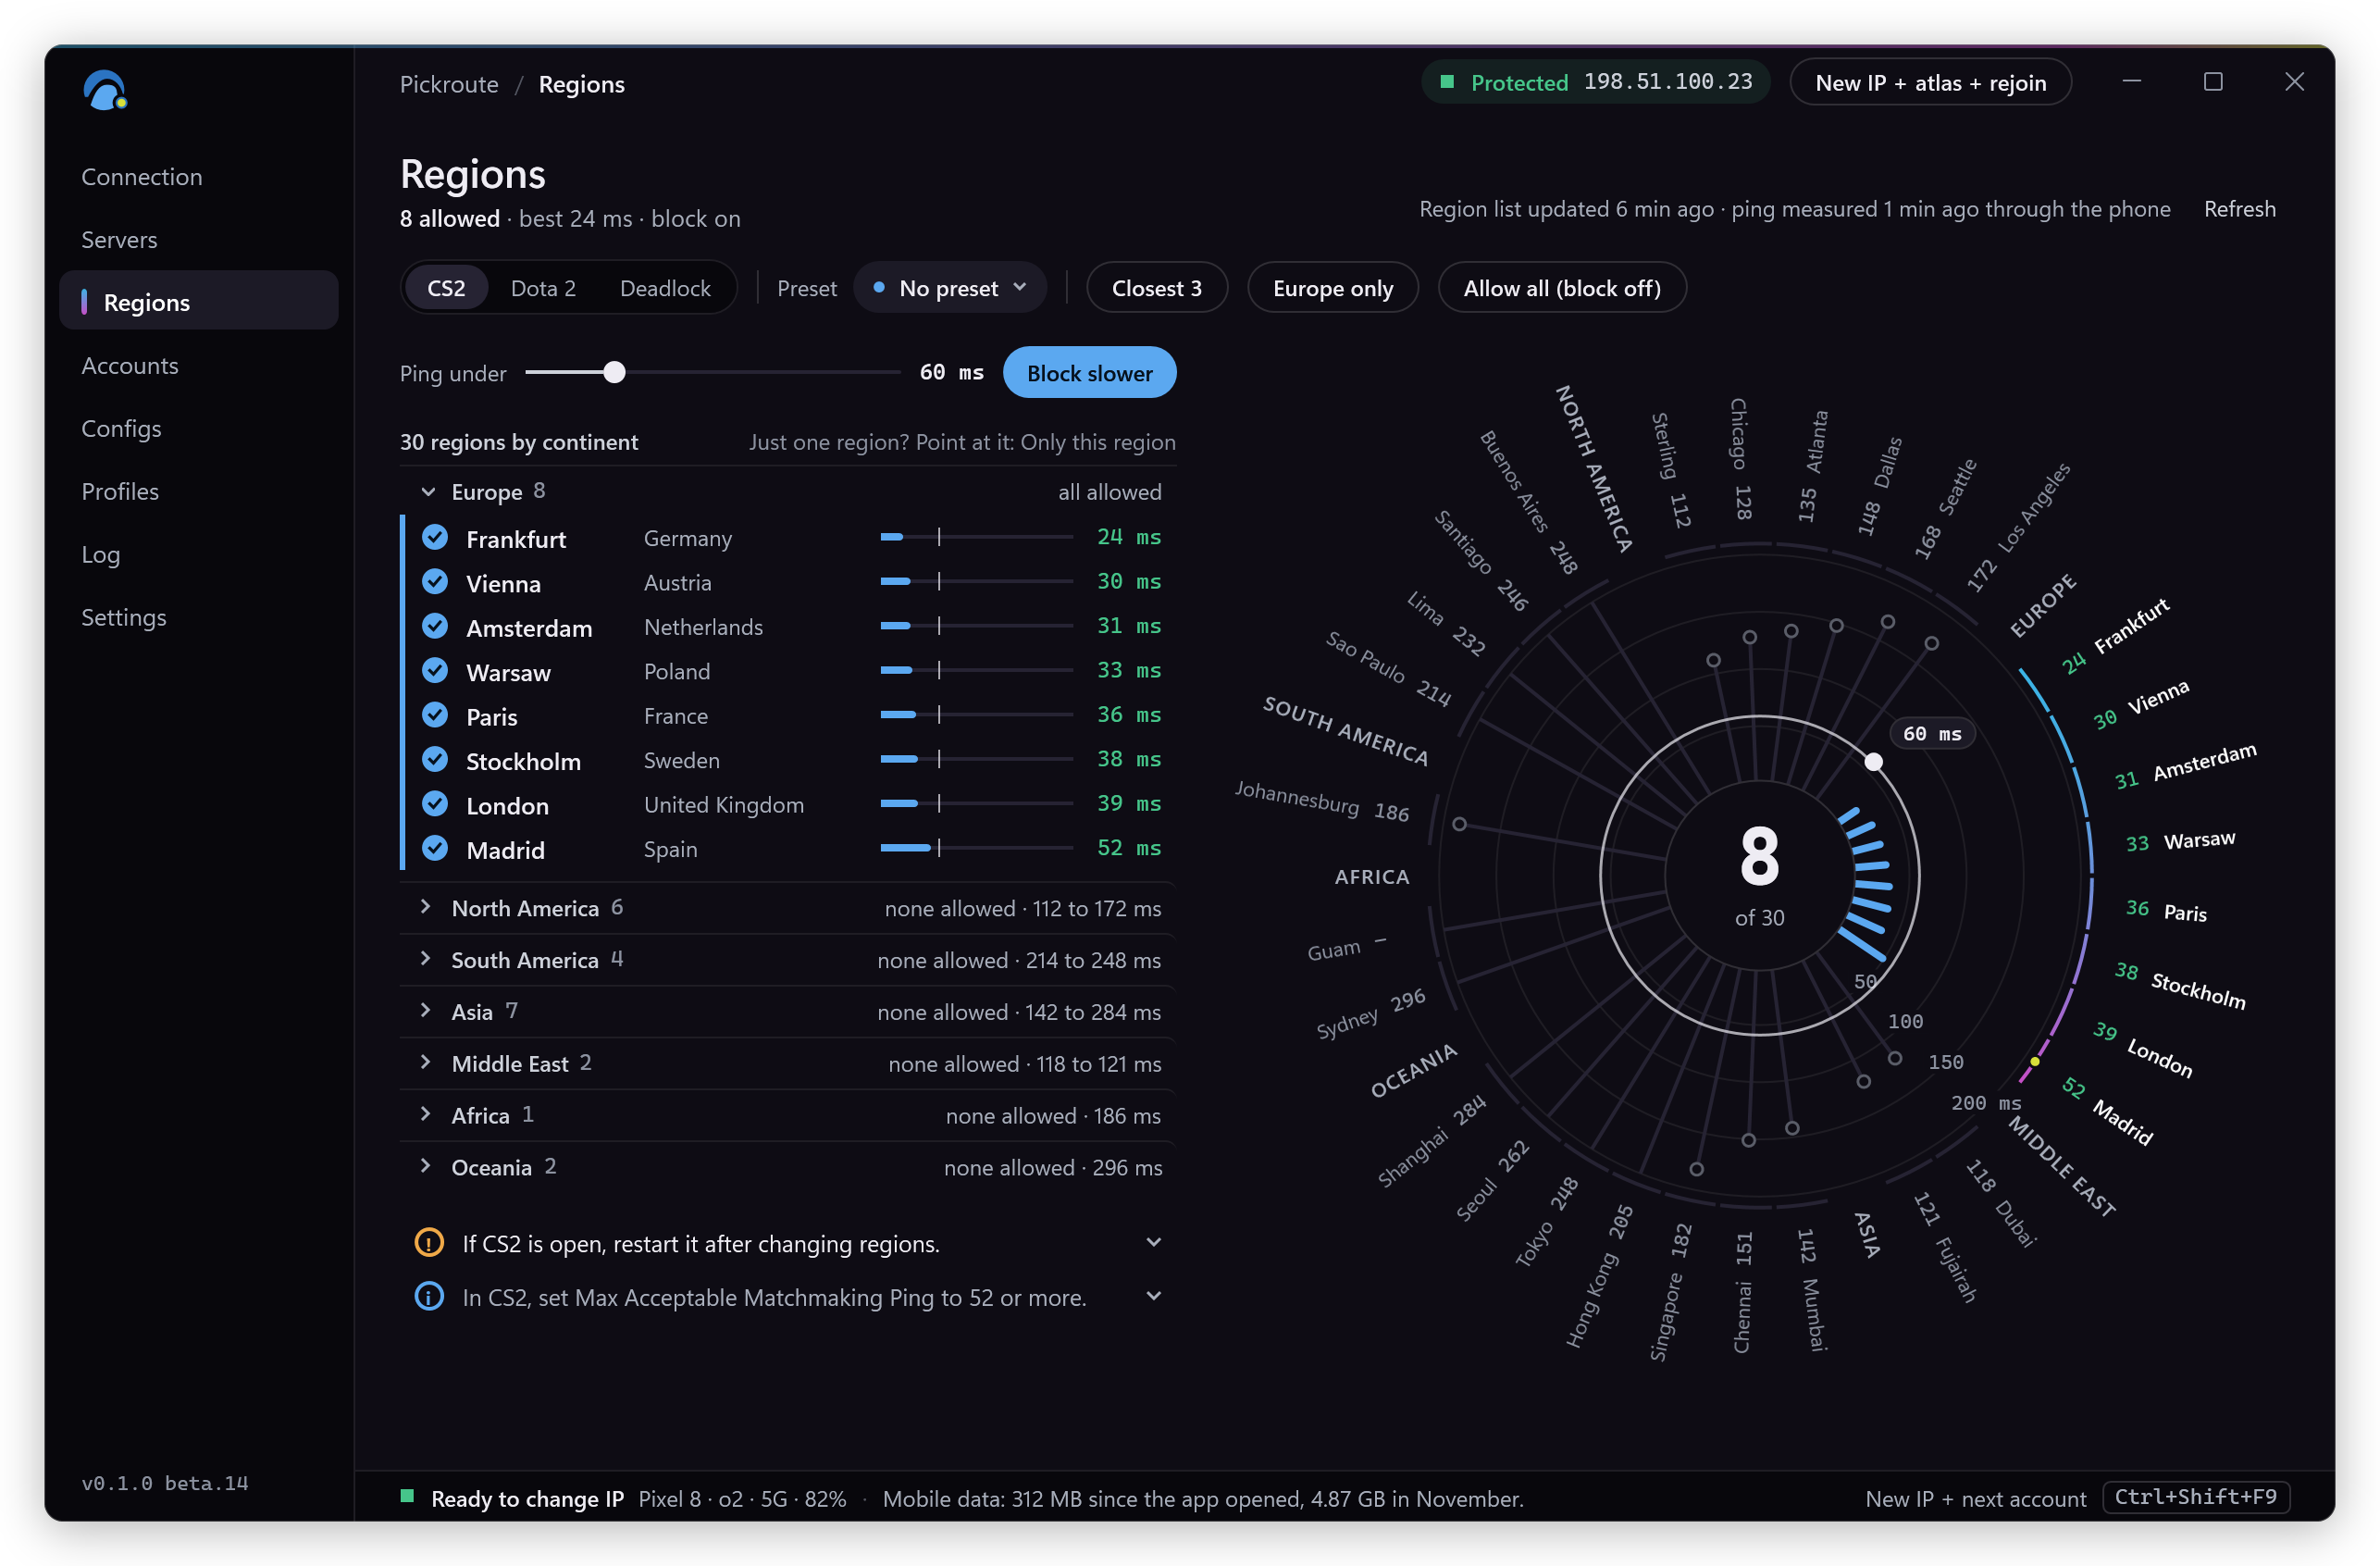 Pickroute / Regions
Protected 198.51.100.23
New IP + atlas + rejoin
Connection
Servers
Regions
Accounts
Configs
Profiles
Log
Settings
v0.1.0 beta.14
Regions
8 allowed · best 24 ms · block on
Region list updated 6 min ago · ping measured 1 min ago through the phone
Refresh
CS2 Dota 2 Deadlock
Preset No preset
Closest 3
Europe only
Allow all (block off)
Ping under 60 ms Block slower
30 regions by continent
Just one region? Point at it: Only this region
Europe 8 all allowed
Frankfurt Germany 24 ms
Vienna Austria 30 ms
Amsterdam Netherlands 31 ms
Warsaw Poland 33 ms
Paris France 36 ms
Stockholm Sweden 38 ms
London United Kingdom 39 ms
Madrid Spain 52 ms
North America 6 none allowed · 112 to 172 ms
South America 4 none allowed · 214 to 248 ms
Asia 7 none allowed · 142 to 284 ms
Middle East 2 none allowed · 118 to 121 ms
Africa 1 none allowed · 186 ms
Oceania 2 none allowed · 296 ms
If CS2 is open, restart it after changing regions.
In CS2, set Max Acceptable Matchmaking Ping to 52 or more.
NORTH AMERICA
Sterling 112
Chicago 128
135 Atlanta
148 Dallas
168 Seattle
172 Los Angeles
EUROPE
24 Frankfurt
30 Vienna
31 Amsterdam
33 Warsaw
36 Paris
38 Stockholm
39 London
52 Madrid
MIDDLE EAST
118 Dubai
121 Fujairah
ASIA
142 Mumbai
Chennai 151
Singapore 182
Hong Kong 205
Tokyo 248
Seoul 262
Shanghai 284
OCEANIA
Sydney 296
Guam –
AFRICA
Johannesburg 186
SOUTH AMERICA
Sao Paulo 214
Lima 232
Santiago 246
Buenos Aires 248
60 ms
8
of 30
50
100
150
200 ms
Ready to change IP Pixel 8 · o2 · 5G · 82% · Mobile data: 312 MB since the app opened, 4.87 GB in November.
New IP + next account Ctrl+Shift+F9